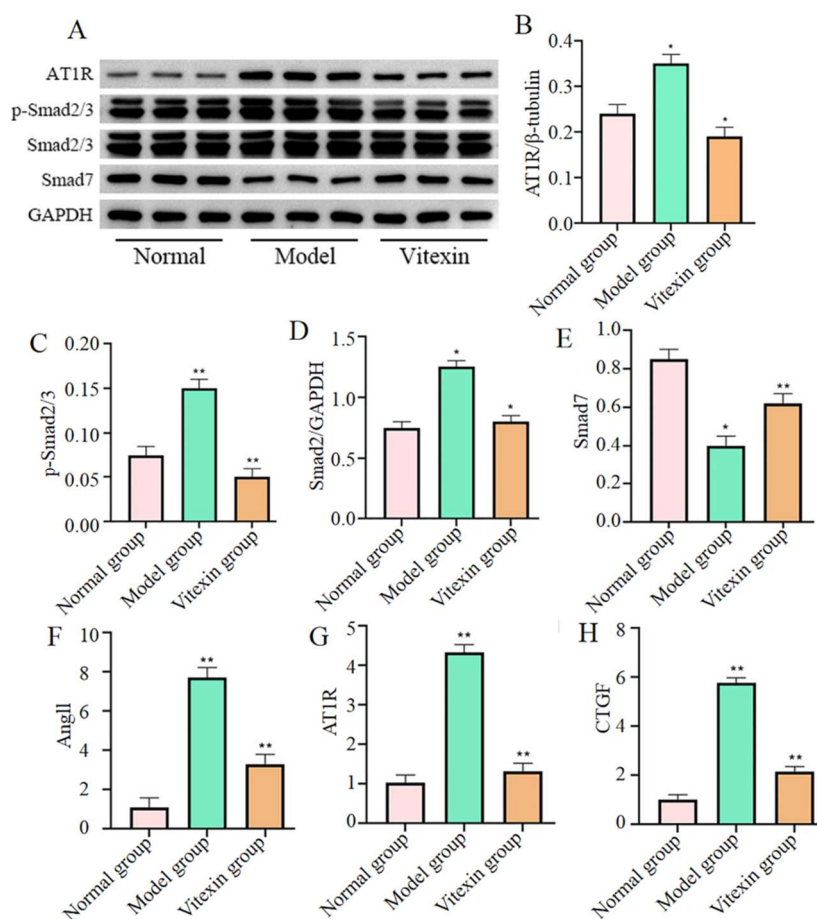 A
AT1R
p-Smad2/3
Smad2/3
Smad7
GAPDH
Normal Model Vitexin
B
AT1R/β-tubulin
0.4
0.3
0.2
0.1
0.0
* *
Normal group Model group Vitexin group
C
p-Smad2/3
0.20
0.15
0.10
0.05
0.00
** **
Normal group Model group Vitexin group
D
Smad2/GAPDH
1.5
1.0
0.5
0.0
* *
Normal group Model group Vitexin group
E
Smad7
0.8
0.6
0.4
0.2
0.0
* **
Normal group Model group Vitexin group
F
Angll
10
8
6
4
2
0
** **
Normal group Model group Vitexin group
G
AT1R
5
4
3
2
1
0
** **
Normal group Model group Vitexin group
H
CTGF
8
6
4
2
0
** **
Normal group Model group Vitexin group